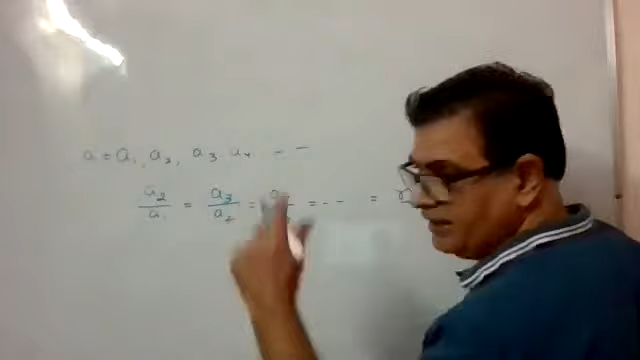 a = a₁, a₂, a₃ a₄ - -
a₂/a₁ = a₃/a₂ = = - - = r